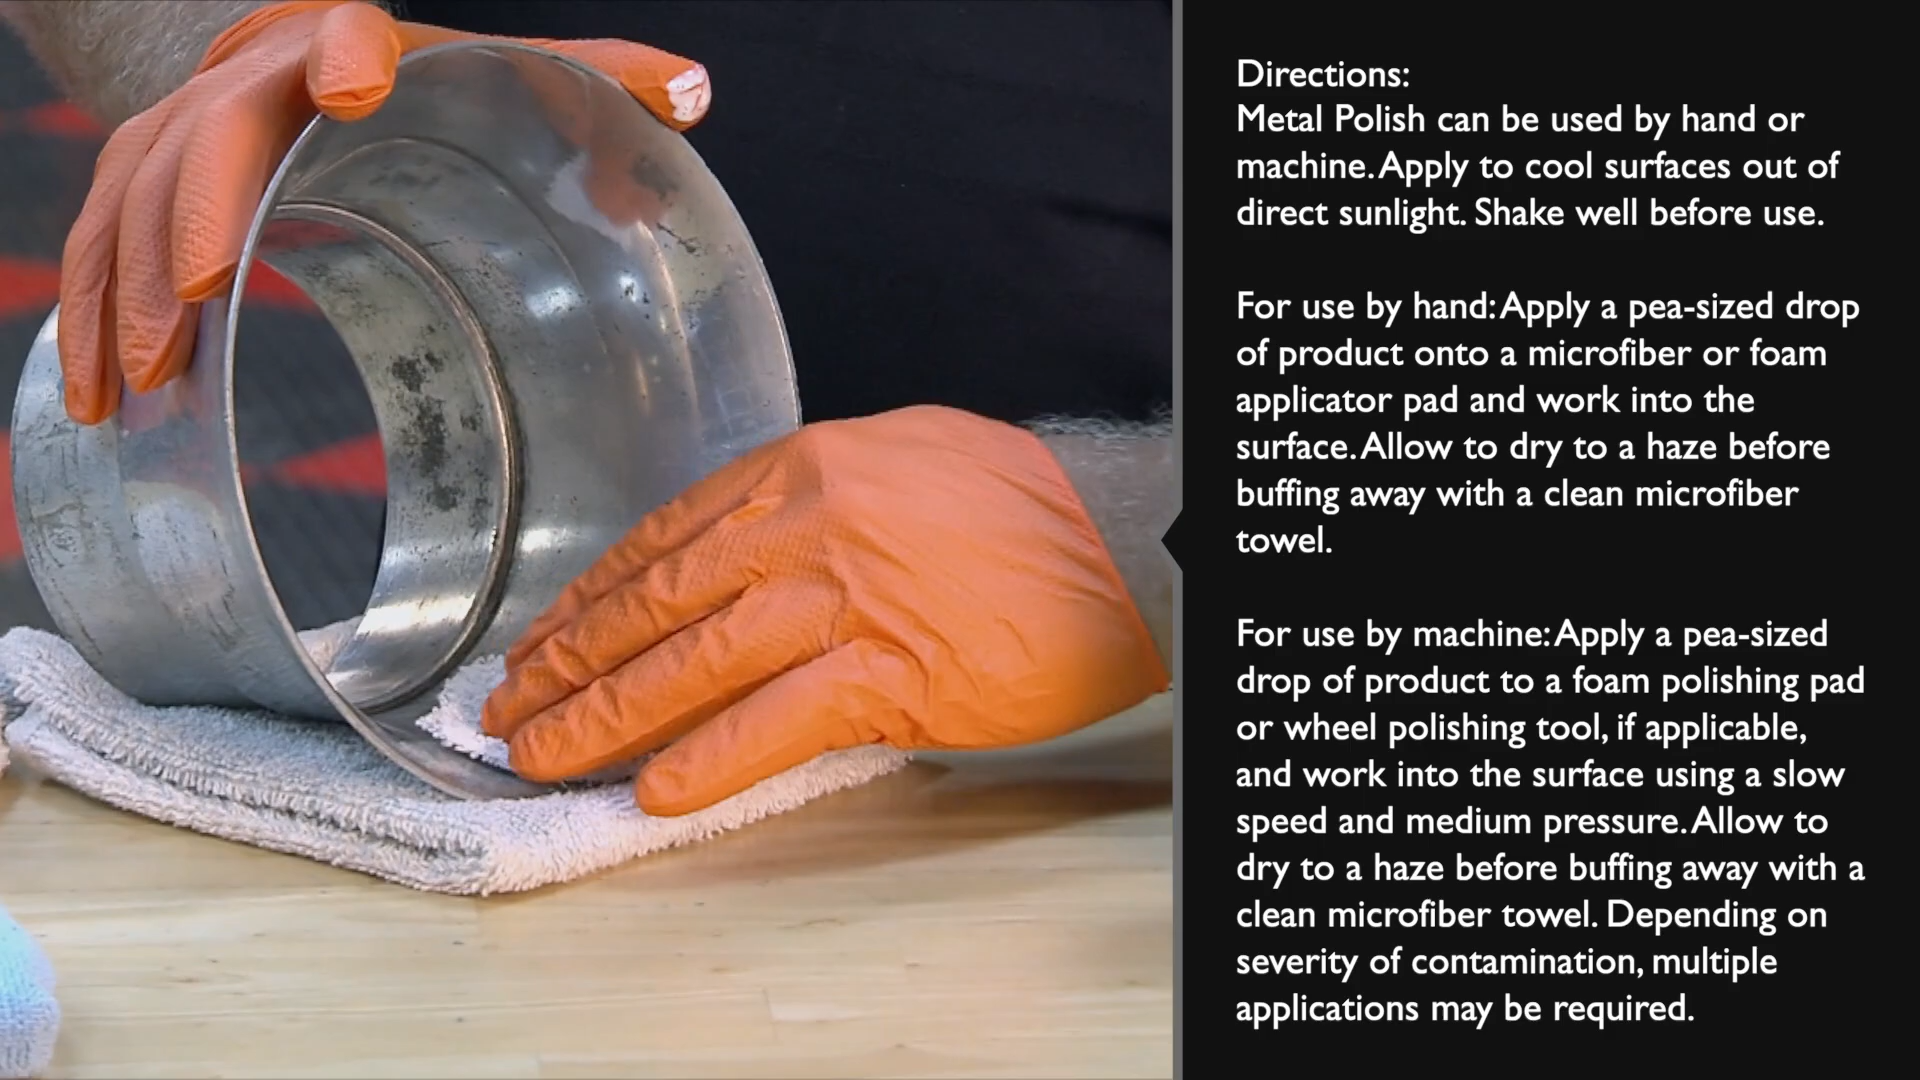 Directions:
Metal Polish can be used by hand or
machine. Apply to cool surfaces out of
direct sunlight. Shake well before use.
For use by hand: Apply a pea-sized drop
of product onto a microfiber or foam
applicator pad and work into the
surface. Allow to dry to a haze before
buffing away with a clean microfiber
towel.
For use by machine: Apply a pea-sized
drop of product to a foam polishing pad
or wheel polishing tool, if applicable,
and work into the surface using a slow
speed and medium pressure. Allow to
dry to a haze before buffing away with a
clean microfiber towel. Depending on
severity of contamination, multiple
applications may be required.